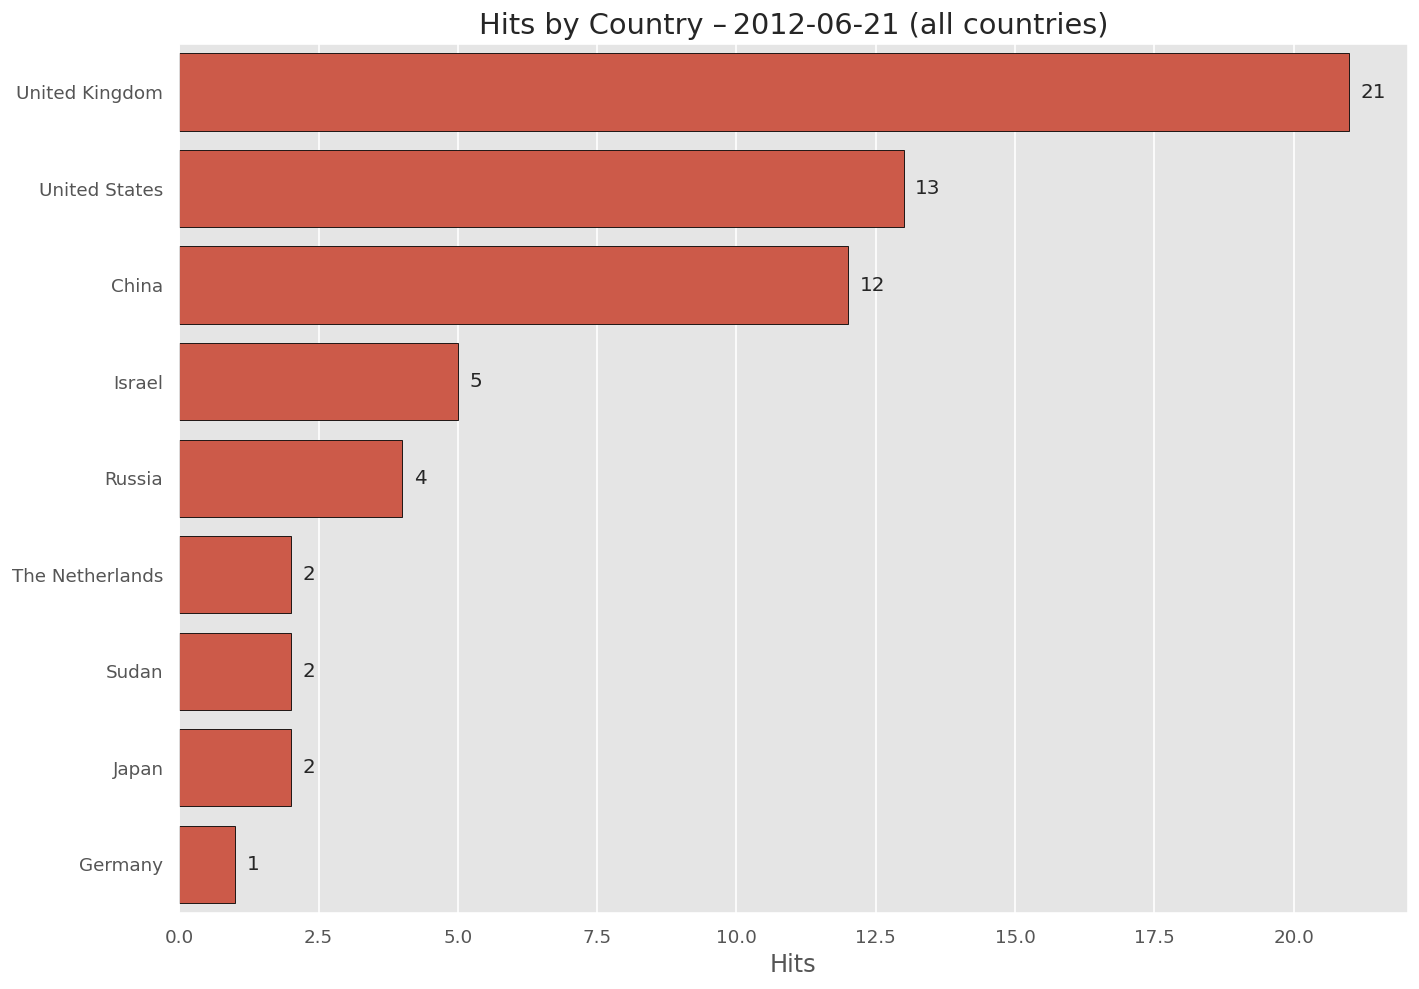 Hits by Country – 2012-06-21 (all countries)
United Kingdom 21
United States 13
China 12
Israel 5
Russia 4
The Netherlands 2
Sudan 2
Japan 2
Germany 1
0.0 2.5 5.0 7.5 10.0 12.5 15.0 17.5 20.0
Hits